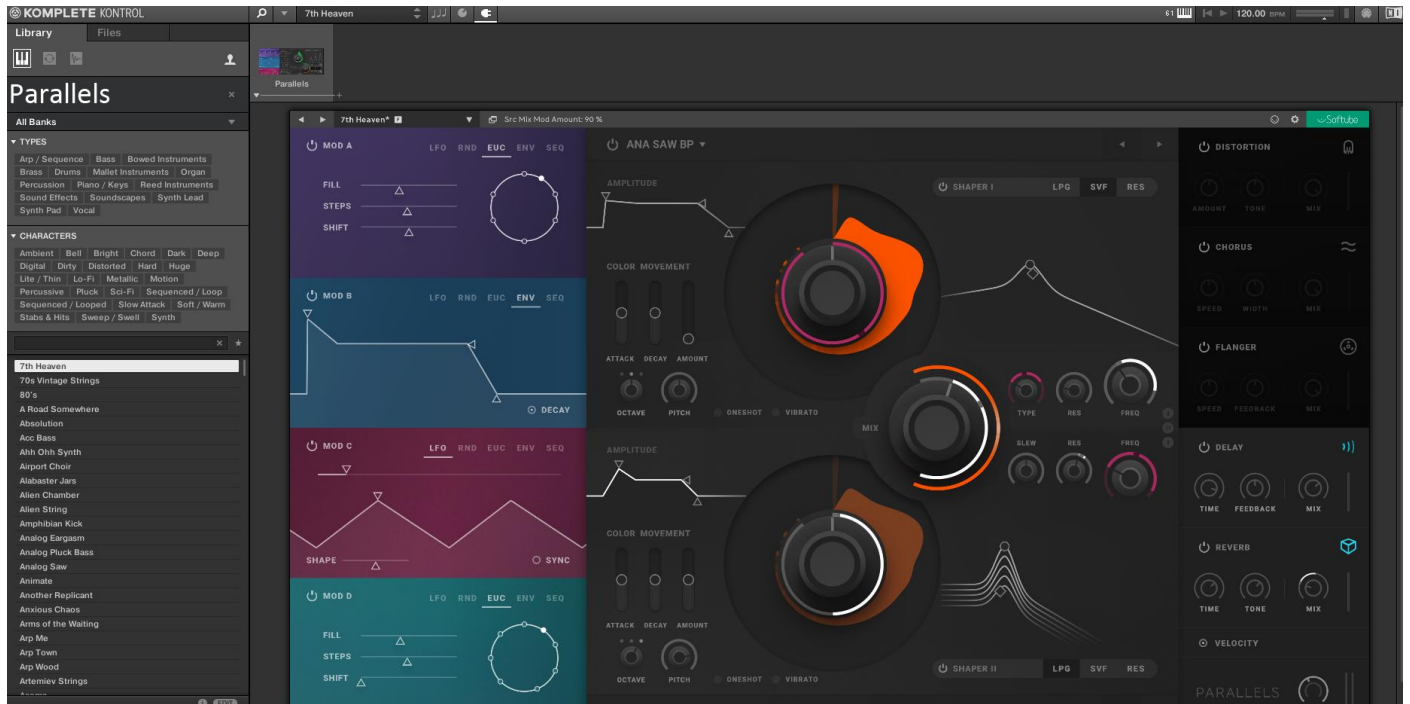 KOMPLETE KONTROL
7th Heaven
61
120.00 BPM
Library Files
Parallels
All Banks
TYPES
Arp / Sequence Bass Bowed Instruments
Brass Drums Mallet Instruments Organ
Percussion Piano / Keys Reed Instruments
Sound Effects Soundscapes Synth Lead
Synth Pad Vocal
CHARACTERS
Ambient Bell Bright Chord Dark Deep
Digital Dirty Distorted Hard Huge
Lite / Thin Lo-Fi Metallic Motion
Percussive Pluck Sci-Fi Sequenced / Loop
Sequenced / Looped Slow Attack Soft / Warm
Stabs & Hits Sweep / Swell Synth
7th Heaven
70s Vintage Strings
80's
A Road Somewhere
Absolution
Acc Bass
Ahh Ohh Synth
Airport Choir
Alabaster Jars
Alien Chamber
Alien String
Amphibian Kick
Analog Eargasm
Analog Pluck Bass
Analog Saw
Animate
Another Replicant
Anxious Chaos
Arms of the Waiting
Arp Me
Arp Town
Arp Wood
Artemiev Strings
EDIT
Parallels
7th Heaven* F
Src Mix Mod Amount: 90 %
Softube
MOD A LFO RND EUC ENV SEQ
FILL
STEPS
SHIFT
MOD B LFO RND EUC ENV SEQ
DECAY
MOD C LFO RND EUC ENV SEQ
SHAPE
SYNC
MOD D LFO RND EUC ENV SEQ
FILL
STEPS
SHIFT
ANA SAW BP
AMPLITUDE
COLOR MOVEMENT
ATTACK DECAY AMOUNT
OCTAVE PITCH ONESHOT VIBRATO
SHAPER I LPG SVF RES
MIX
TYPE RES FREQ
SLEW RES FREQ
AMPLITUDE
COLOR MOVEMENT
ATTACK DECAY AMOUNT
OCTAVE PITCH ONESHOT VIBRATO
SHAPER II LPG SVF RES
DISTORTION
AMOUNT TONE MIX
CHORUS
SPEED WIDTH MIX
FLANGER
SPEED FEEDBACK MIX
DELAY
TIME FEEDBACK MIX
REVERB
TIME TONE MIX
VELOCITY
PARALLELS